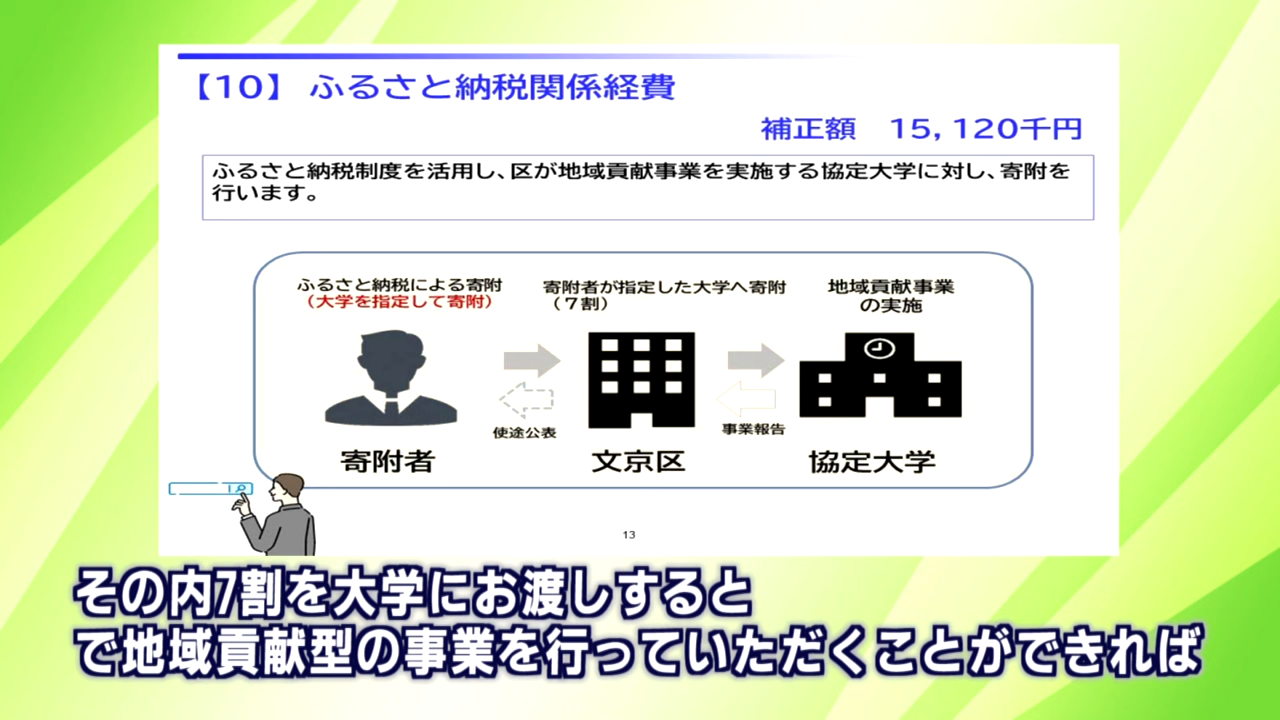 【10】 ふるさと納税関係経費
補正額 15,120千円
ふるさと納税制度を活用し、区が地域貢献事業を実施する協定大学に対し、寄附を
行います。
ふるさと納税による寄附
（大学を指定して寄附）
寄附者が指定した大学へ寄附
（７割）
地域貢献事業
の実施
使途公表
事業報告
寄附者
文京区
協定大学
13
その内7割を大学にお渡しすると
で地域貢献型の事業を行っていただくことができれば